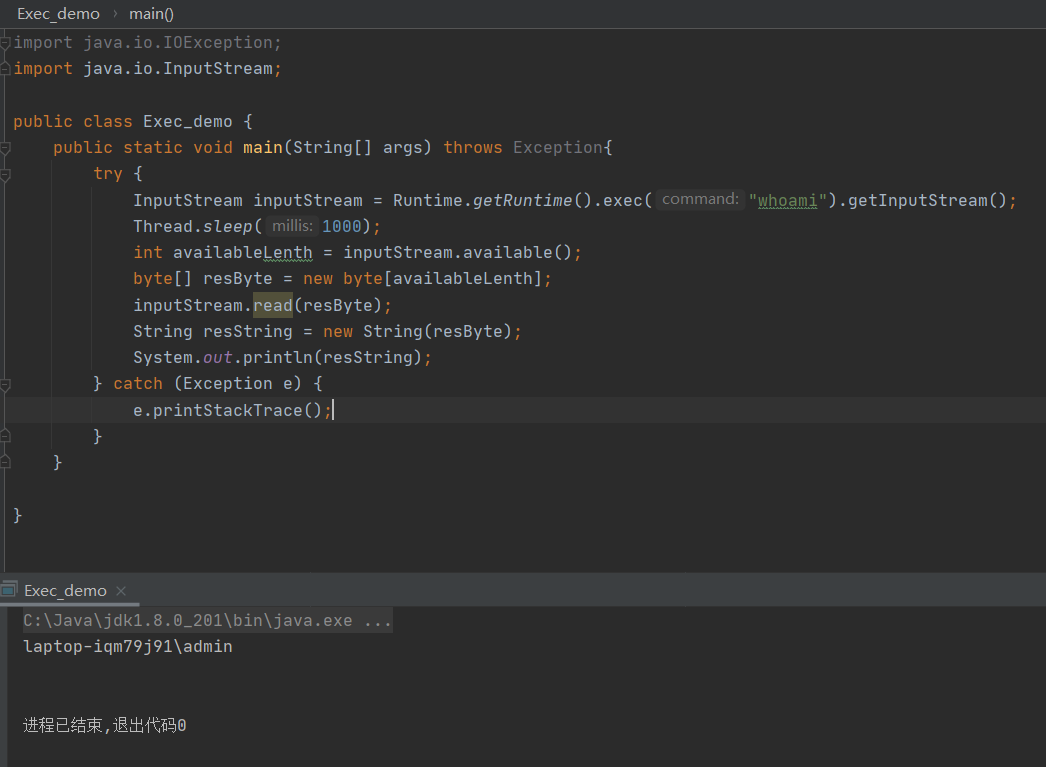 Exec_demo › main()
import java.io.IOException;
import java.io.InputStream;
public class Exec_demo {
public static void main(String[] args) throws Exception{
try {
InputStream inputStream = Runtime.getRuntime().exec( command: "whoami").getInputStream();
Thread.sleep( millis: 1000);
int availableLenth = inputStream.available();
byte[] resByte = new byte[availableLenth];
inputStream.read(resByte);
String resString = new String(resByte);
System.out.println(resString);
} catch (Exception e) {
e.printStackTrace();
}
}
}
Exec_demo ×
C:\Java\jdk1.8.0_201\bin\java.exe ...
laptop-iqm79j91\admin
进程已结束,退出代码0